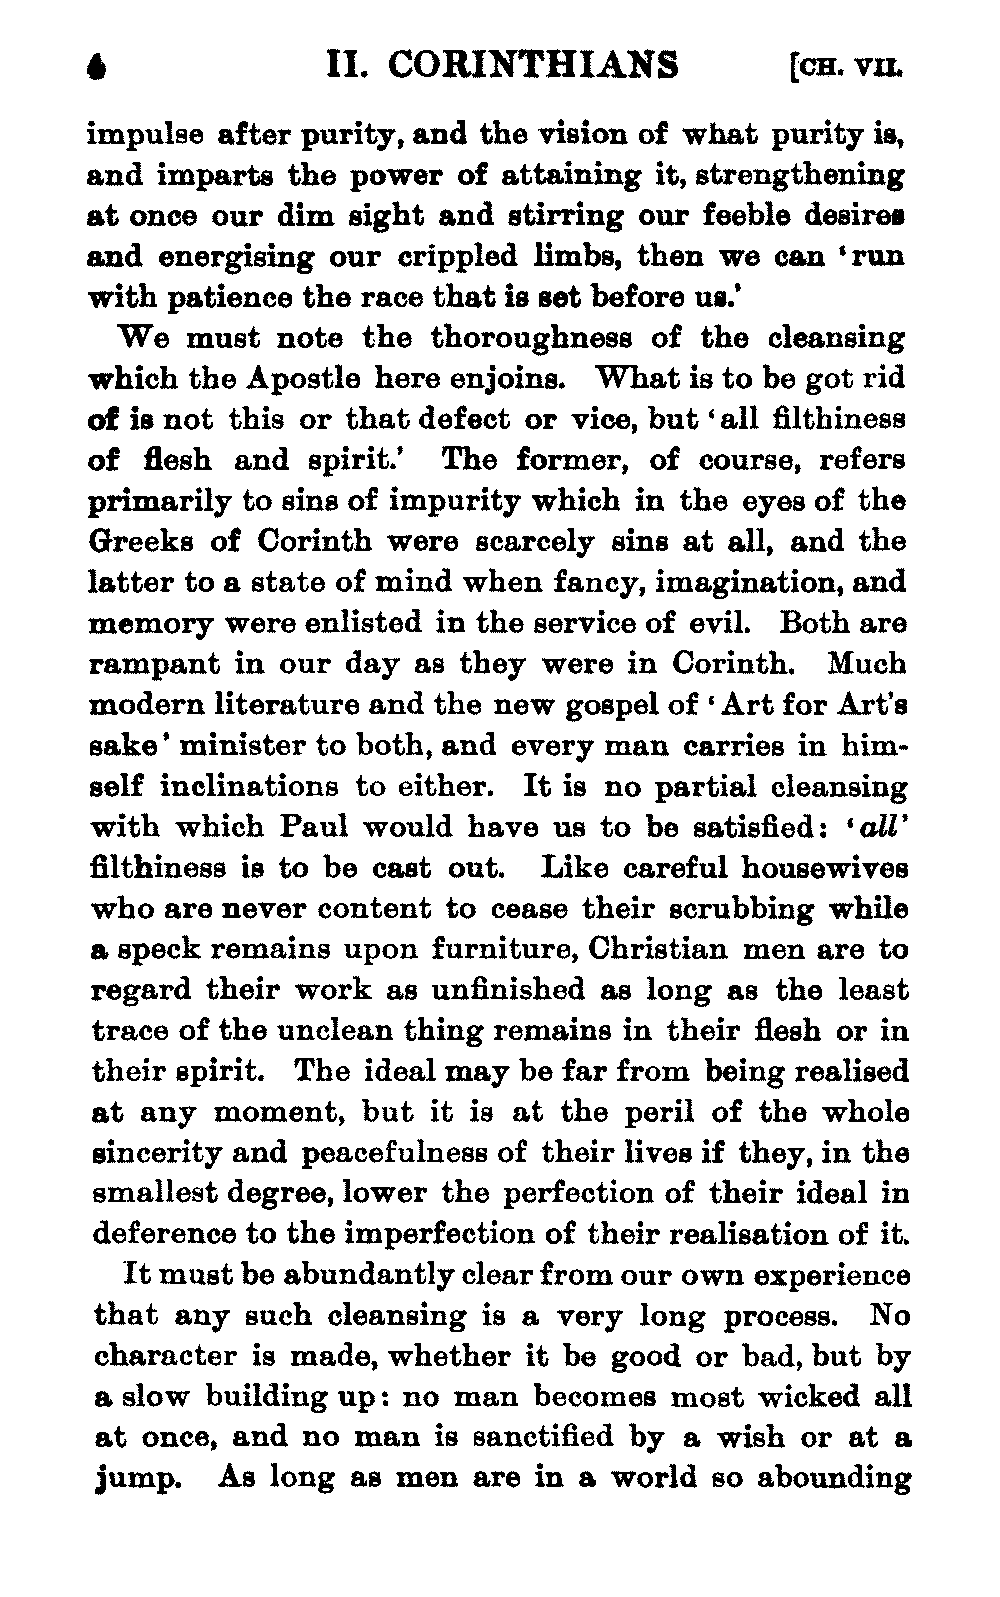 4 II. CORINTHIANS [CH. VII.
impulse after purity, and the vision of what purity is,
and imparts the power of attaining it, strengthening
at once our dim sight and stirring our feeble desires
and energising our crippled limbs, then we can ‘run
with patience the race that is set before us.’
We must note the thoroughness of the cleansing
which the Apostle here enjoins. What is to be got rid
of is not this or that defect or vice, but ‘all filthiness
of flesh and spirit.’ The former, of course, refers
primarily to sins of impurity which in the eyes of the
Greeks of Corinth were scarcely sins at all, and the
latter to a state of mind when fancy, imagination, and
memory were enlisted in the service of evil. Both are
rampant in our day as they were in Corinth. Much
modern literature and the new gospel of ‘Art for Art’s
sake’ minister to both, and every man carries in him-
self inclinations to either. It is no partial cleansing
with which Paul would have us to be satisfied: ‘all’
filthiness is to be cast out. Like careful housewives
who are never content to cease their scrubbing while
a speck remains upon furniture, Christian men are to
regard their work as unfinished as long as the least
trace of the unclean thing remains in their flesh or in
their spirit. The ideal may be far from being realised
at any moment, but it is at the peril of the whole
sincerity and peacefulness of their lives if they, in the
smallest degree, lower the perfection of their ideal in
deference to the imperfection of their realisation of it.
It must be abundantly clear from our own experience
that any such cleansing is a very long process. No
character is made, whether it be good or bad, but by
a slow building up: no man becomes most wicked all
at once, and no man is sanctified by a wish or at a
jump. As long as men are in a world so abounding